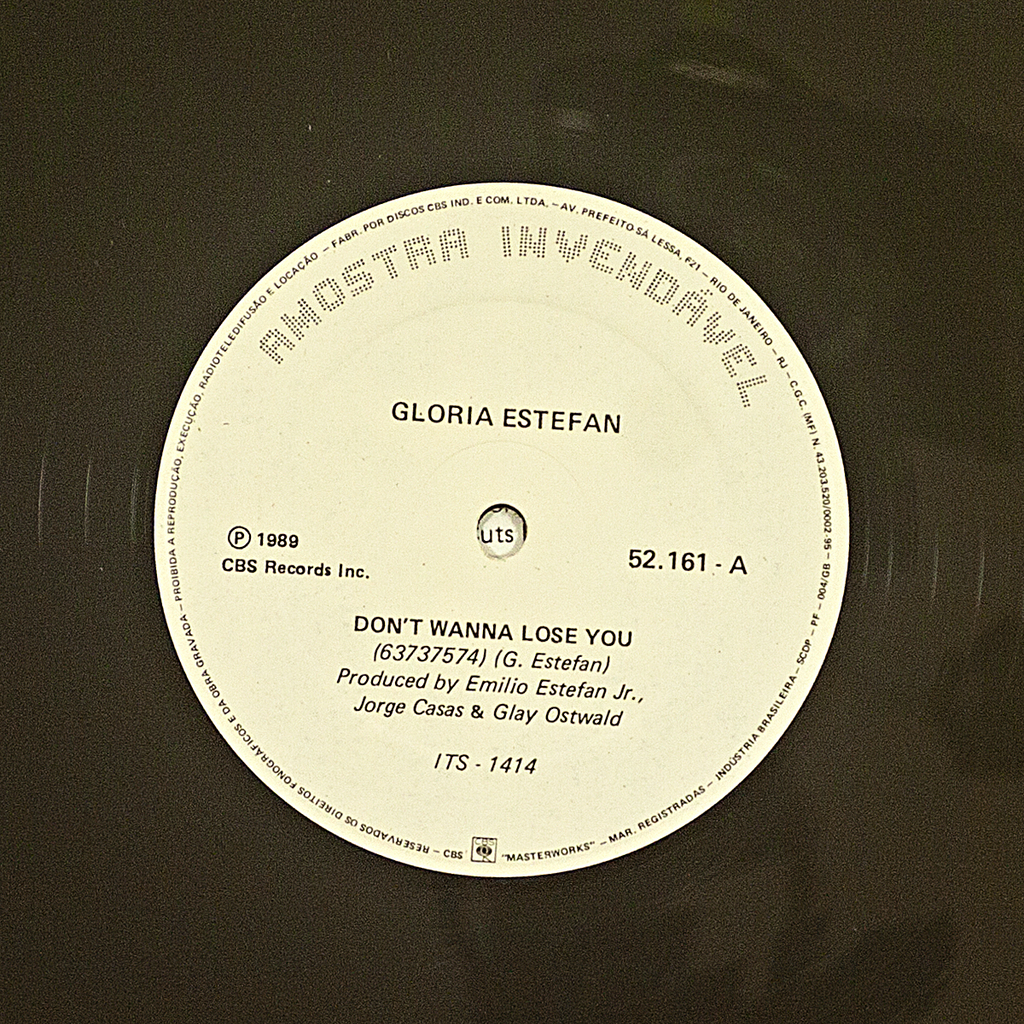 RESERVADOS OS DIREITOS FONOGRÁFICOS E DA OBRA GRAVADA – PROIBIDA A REPRODUÇÃO, EXECUÇÃO, RADIOTELEDIFUSÃO E LOCAÇÃO – FABR. POR DISCOS CBS IND. E COM. LTDA. – AV. PREFEITO SÁ LESSA, 621 – RIO DE JANEIRO – RJ – C.G.C. (MF) N. 43.203.520/0002-95 – 004/GB – PF – SCDP – INDÚSTRIA BRASILEIRA – MAR. REGISTRADAS – "MASTERWORKS" CBS – CBS
AMOSTRA INVENDÁVEL
GLORIA ESTEFAN
uts
Ⓟ 1989
CBS Records Inc.
52.161 - A
DON'T WANNA LOSE YOU
(63737574) (G. Estefan)
Produced by Emilio Estefan Jr.,
Jorge Casas & Glay Ostwald
ITS - 1414